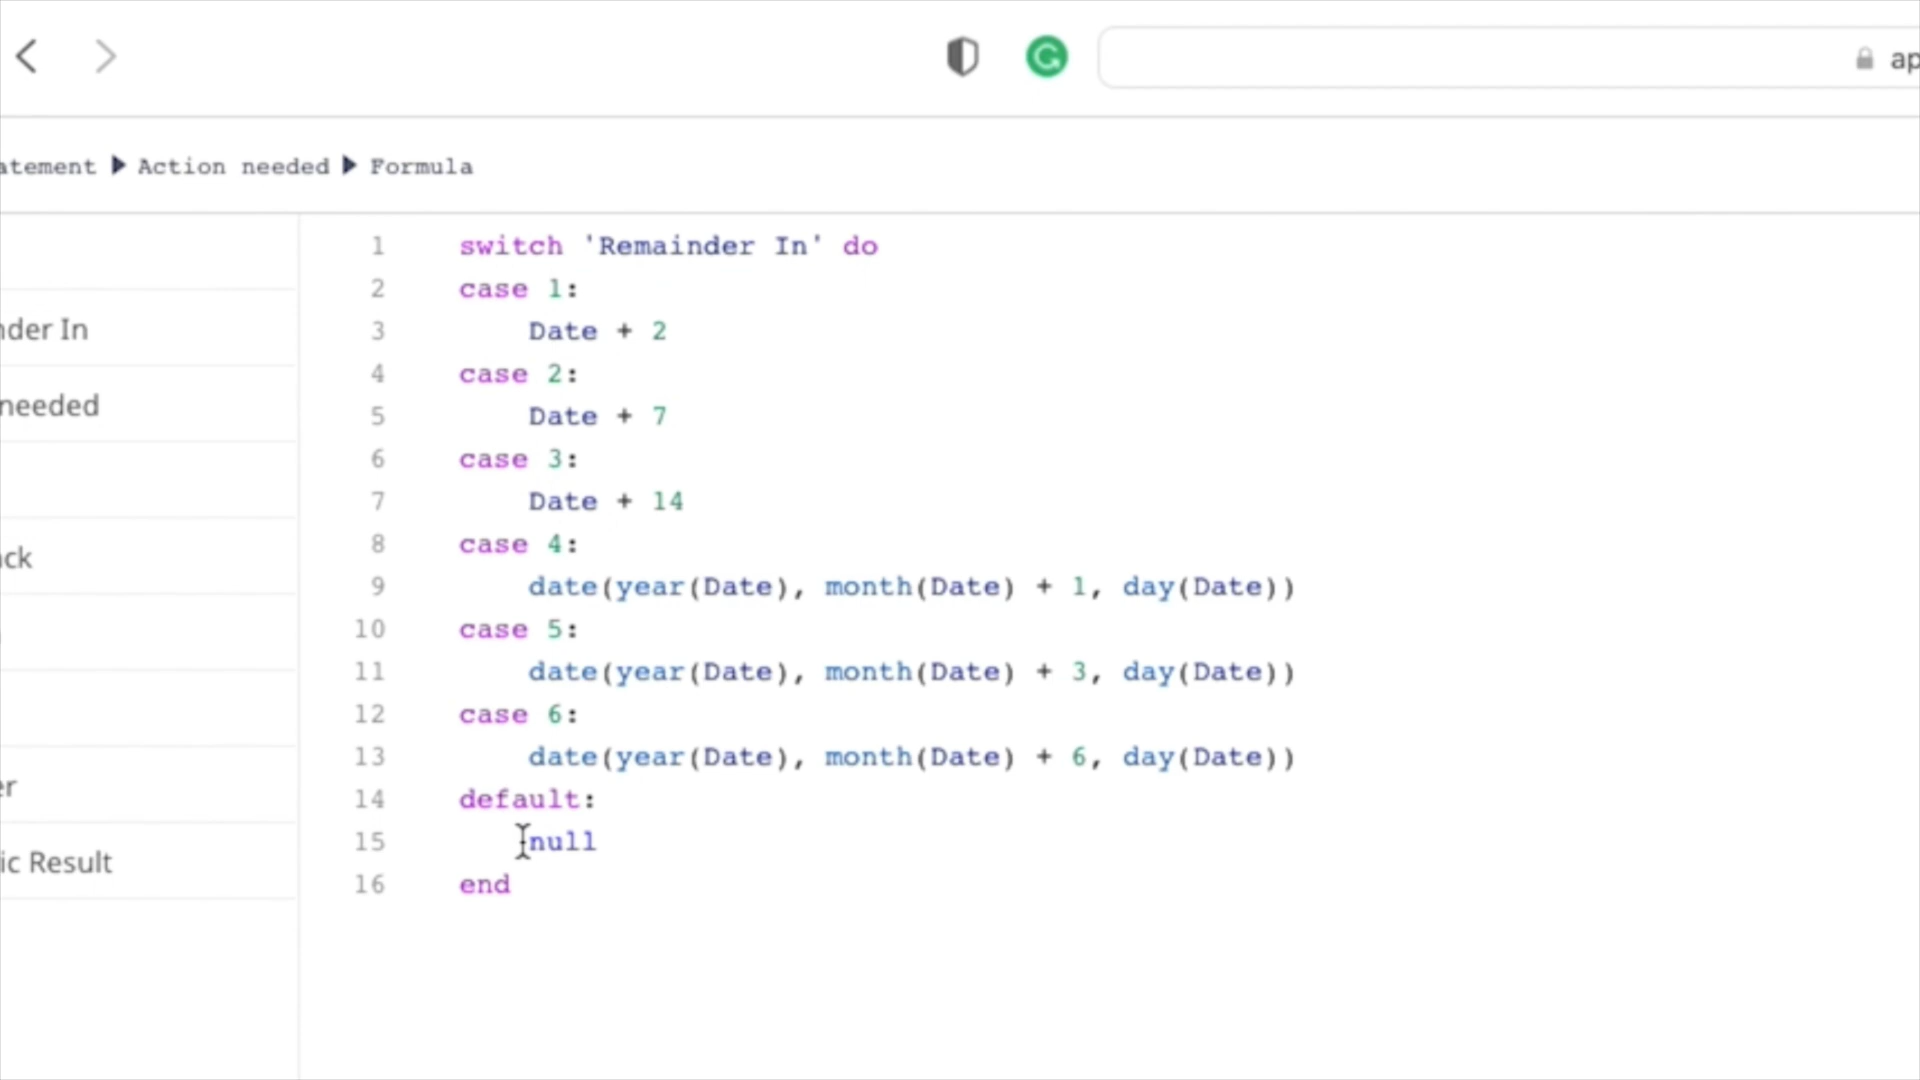 ap
atement ▶ Action needed ▶ Formula
nder In
needed
ack
er
ic Result
1 switch 'Remainder In' do
2 case 1:
3 Date + 2
4 case 2:
5 Date + 7
6 case 3:
7 Date + 14
8 case 4:
9 date(year(Date), month(Date) + 1, day(Date))
10 case 5:
11 date(year(Date), month(Date) + 3, day(Date))
12 case 6:
13 date(year(Date), month(Date) + 6, day(Date))
14 default:
15 null
16 end